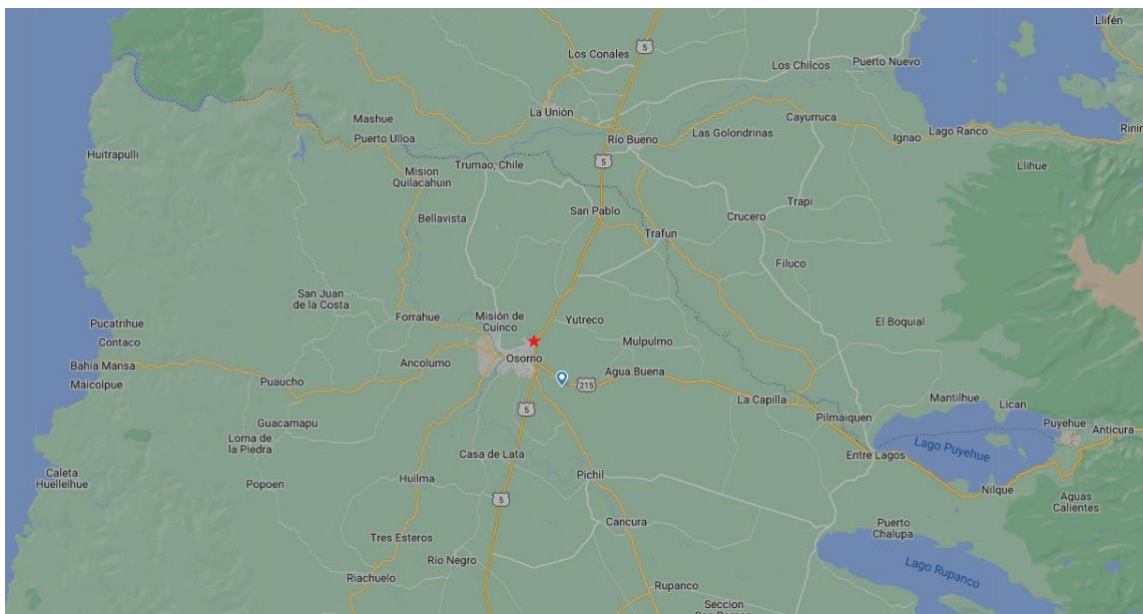 Llifén
5
Los Conales
Los Chilcos
Puerto Nuevo
La Unión
Mashue
Puerto Ulloa
Río Bueno
Las Golondrinas
Cayurruca
Ignao
Lago Ranco
Huitrapulli
Mision
Quilacahuin
Trumao, Chile
5
Llihue
Bellavista
San Pablo
Trapi
Crucero
Trafun
Filuco
San Juan
de la Costa
Forrahue
Misión de
Cuinco
Yutreco
El Boquial
Pucatrihue
Contaco
Mulpulmo
Osorno
Bahía Mansa
Ancolumo
Agua Buena
Maicolpue
Puaucho
215
La Capilla
Mantilhue
Lican
Guacamapu
5
Pilmaiquen
Puyehue
Anticura
Loma de
la Piedra
Casa de Lata
Entre Lagos
Lago Puyehue
Caleta
Huellelhue
Popoen
Huilma
Pichil
Nilque
5
Aguas
Calientes
Cancura
Puerto
Chalupa
Tres Esteros
Río Negro
Lago Rupanco
Riachuelo
Rupanco
Seccion